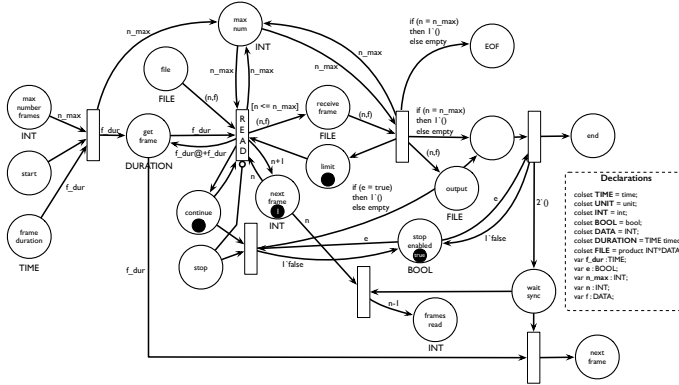 max
num
INT
n_max
n_max
n_max
n_max
n_max
if (n = n_max)
then 1`()
else empty
EOF
file
FILE
(n,f)
max
number
frames
INT
n_max
start
f_dur
frame
duration
TIME
f_dur
get
frame
DURATION
f_dur
f_dur@+f_dur
R
E
A
D
[n <= n_max]
(n,f)
receive
frame
FILE
(n,f)
if (n = n_max)
then 1`()
else empty
(n,f)
limit
n+1
n
next
frame
1
INT
continue
stop
output
FILE
if (e = true)
then 1`()
else empty
e
e
1`false
1`false
stop
enabled
true
BOOL
n
n-1
frames
read
INT
end
2`()
wait
sync
next
frame
f_dur
Declarations
colset TIME = time;
colset UNIT = unit;
colset INT = int;
colset BOOL = bool;
colset DATA = INT;
colset DURATION = TIME timed
colset FILE = product INT*DATA
var f_dur :TIME;
var e : BOOL;
var n_max : INT;
var n : INT;
var f : DATA;